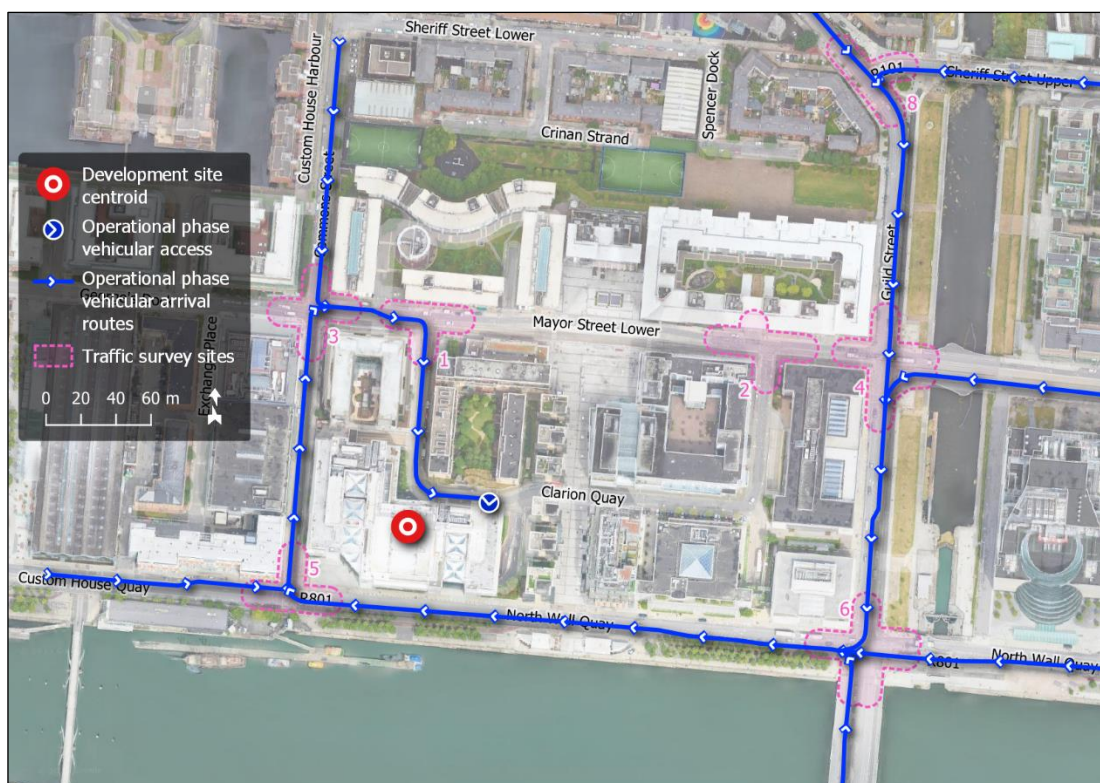 Sheriff Street Lower
R101
Sheriff Street Upper
8
Spencer Dock
Custom House Harbour
Crinan Strand
Commons Street
Guild Street
Development site
centroid
Operational phase
vehicular access
Operational phase
vehicular arrival
routes
Traffic survey sites
0 20 40 60 m
Exchange Place
Mayor Street Lower
3
1
2
4
Clarion Quay
5
6
Custom House Quay
R801
North Wall Quay
R801
North Wall Quay